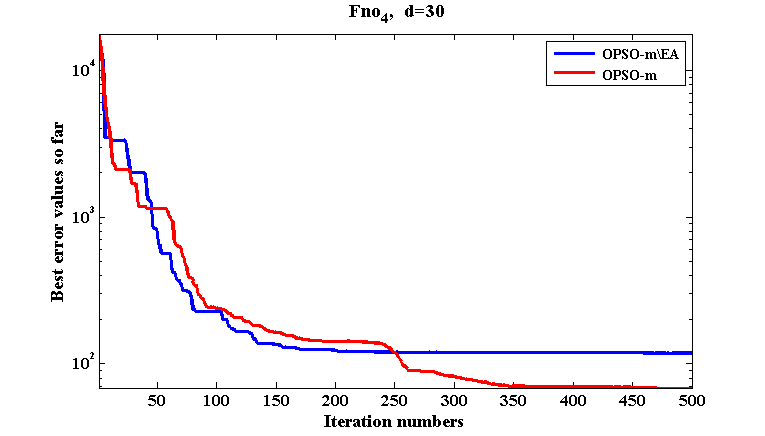 Fno4, d=30
OPSO-m\EA
OPSO-m
Best error values so far
10^4
10^3
10^2
50 100 150 200 250 300 350 400 450 500
Iteration numbers